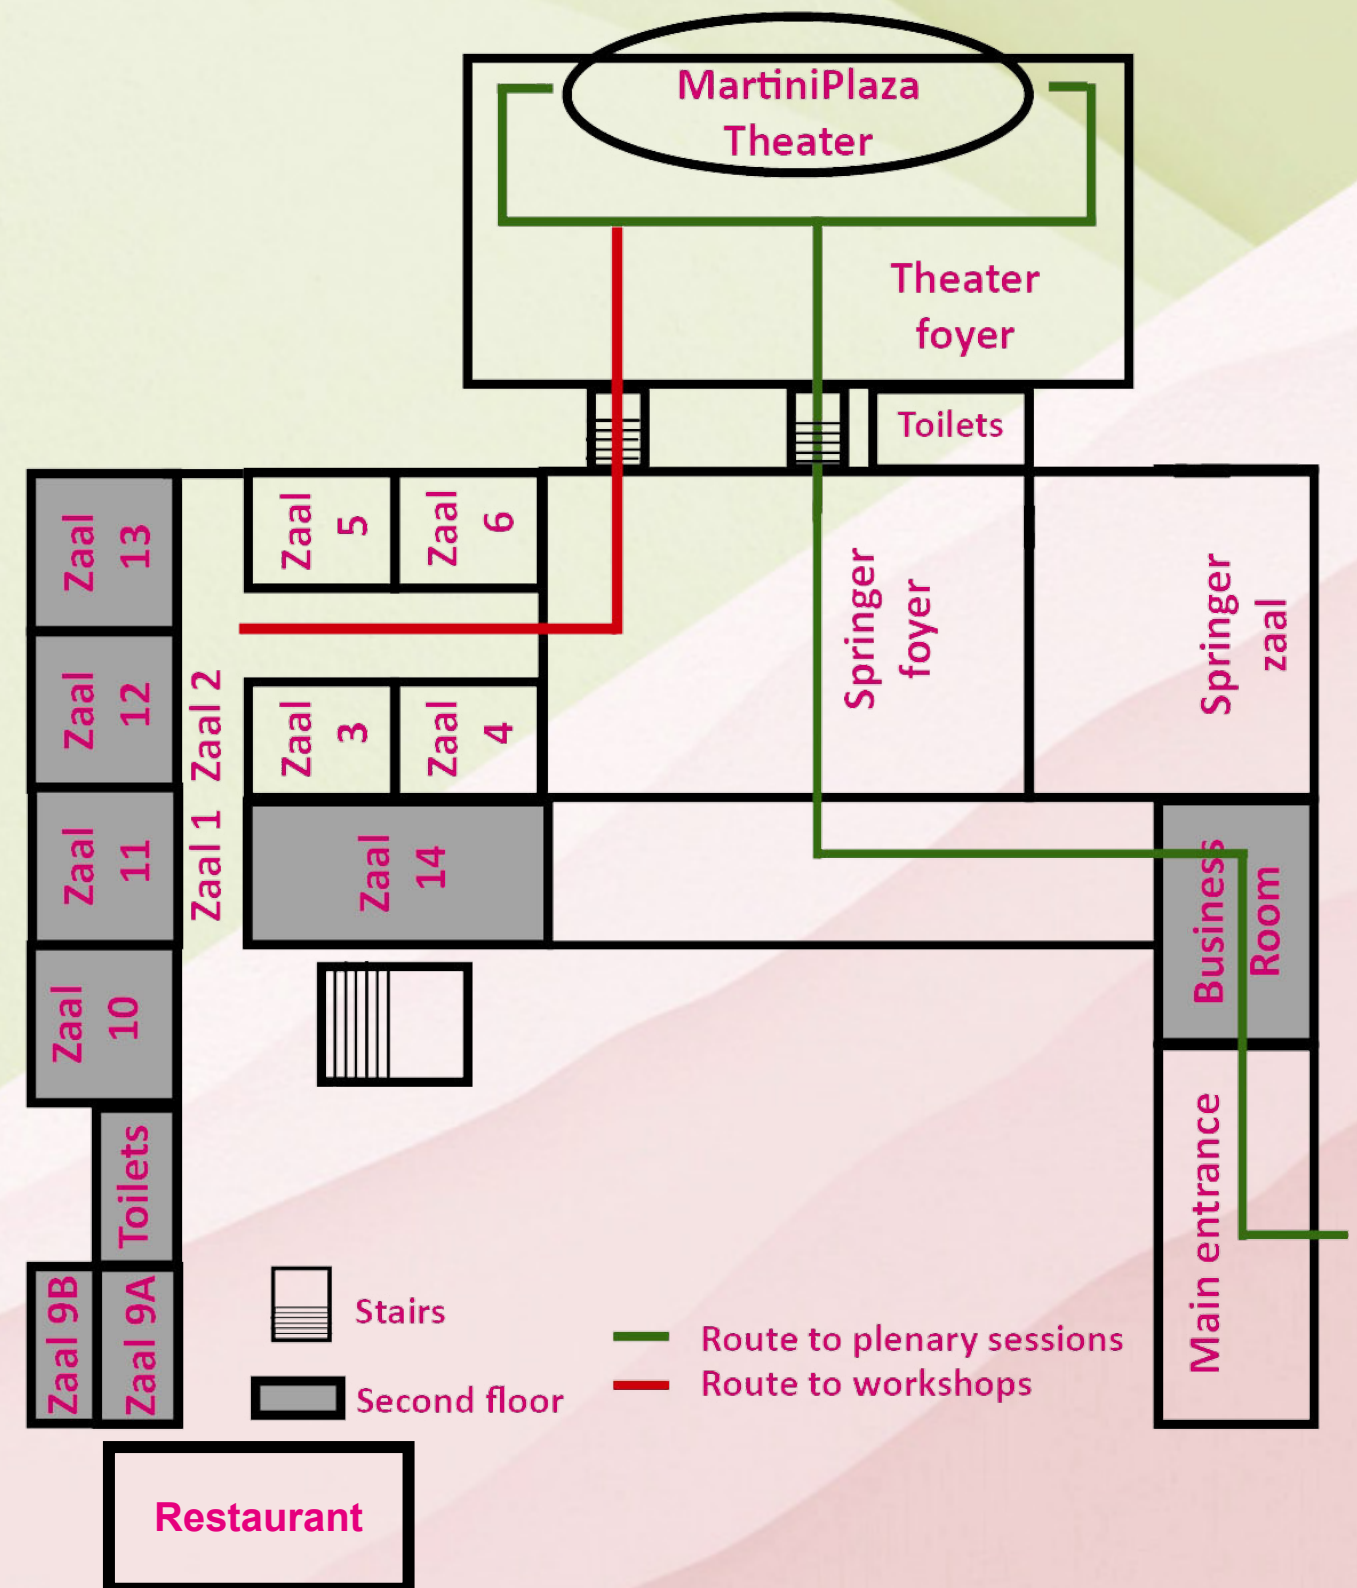 MartiniPlaza
Theater
Theater
foyer
Toilets
Zaal
13
Zaal
5
Zaal
6
Springer
foyer
Springer
zaal
Zaal
12
Zaal 2
Zaal
3
Zaal
4
Zaal
11
Zaal 1
Zaal
14
Business
Room
Zaal
10
Toilets
Main entrance
Zaal 9B
Zaal 9A
Stairs
Second floor
Route to plenary sessions
Route to workshops
Restaurant